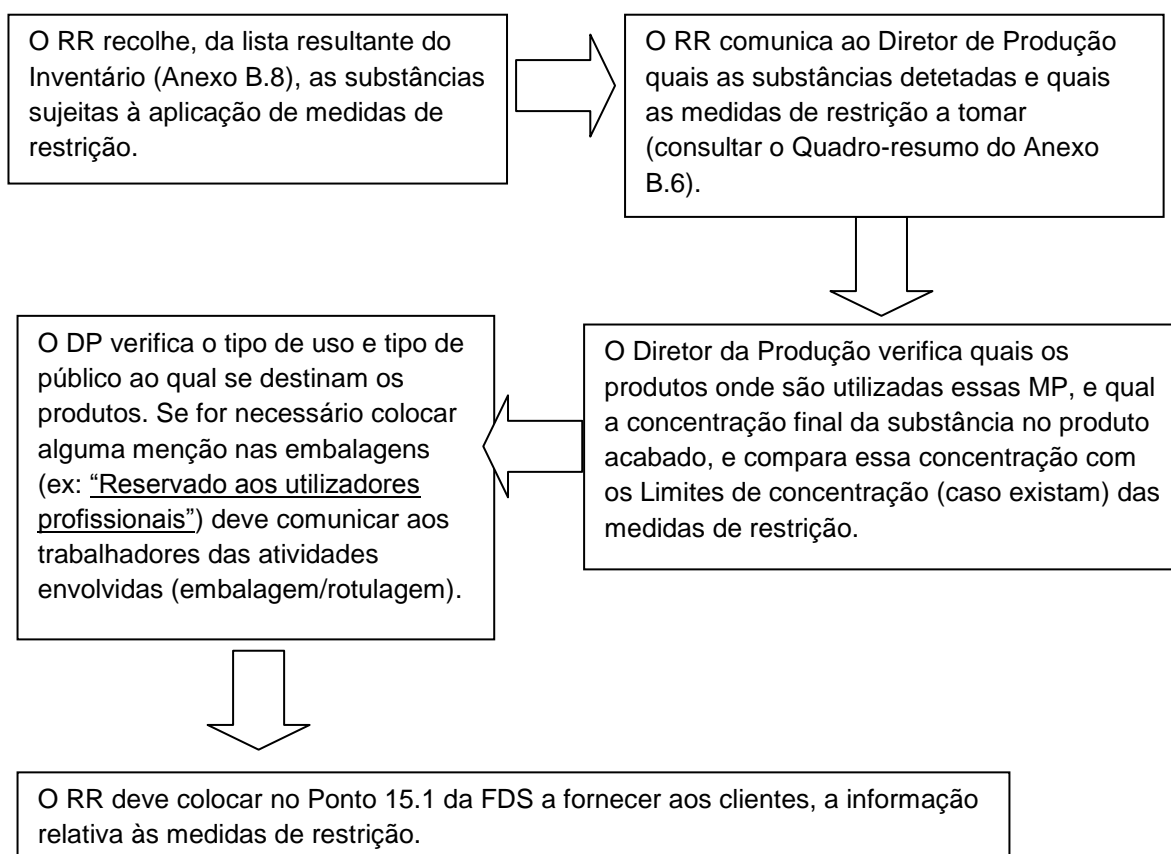 O RR recolhe, da lista resultante do
Inventário (Anexo B.8), as substâncias
sujeitas à aplicação de medidas de
restrição.
O RR comunica ao Diretor de Produção
quais as substâncias detetadas e quais
as medidas de restrição a tomar
(consultar o Quadro-resumo do Anexo
B.6).
O Diretor da Produção verifica quais os
produtos onde são utilizadas essas MP, e qual
a concentração final da substância no produto
acabado, e compara essa concentração com
os Limites de concentração (caso existam) das
medidas de restrição.
O DP verifica o tipo de uso e tipo de
público ao qual se destinam os
produtos. Se for necessário colocar
alguma menção nas embalagens
(ex: “Reservado aos utilizadores
profissionais”) deve comunicar aos
trabalhadores das atividades
envolvidas (embalagem/rotulagem).
O RR deve colocar no Ponto 15.1 da FDS a fornecer aos clientes, a informação
relativa às medidas de restrição.